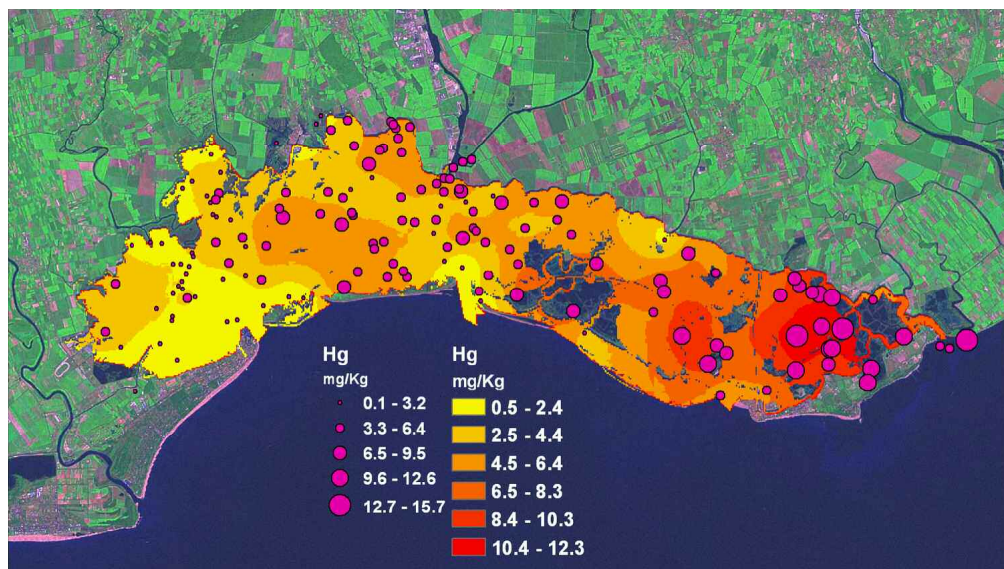 Hg
mg/Kg
0.1 - 3.2
3.3 - 6.4
6.5 - 9.5
9.6 - 12.6
12.7 - 15.7
Hg
mg/Kg
0.5 - 2.4
2.5 - 4.4
4.5 - 6.4
6.5 - 8.3
8.4 - 10.3
10.4 - 12.3